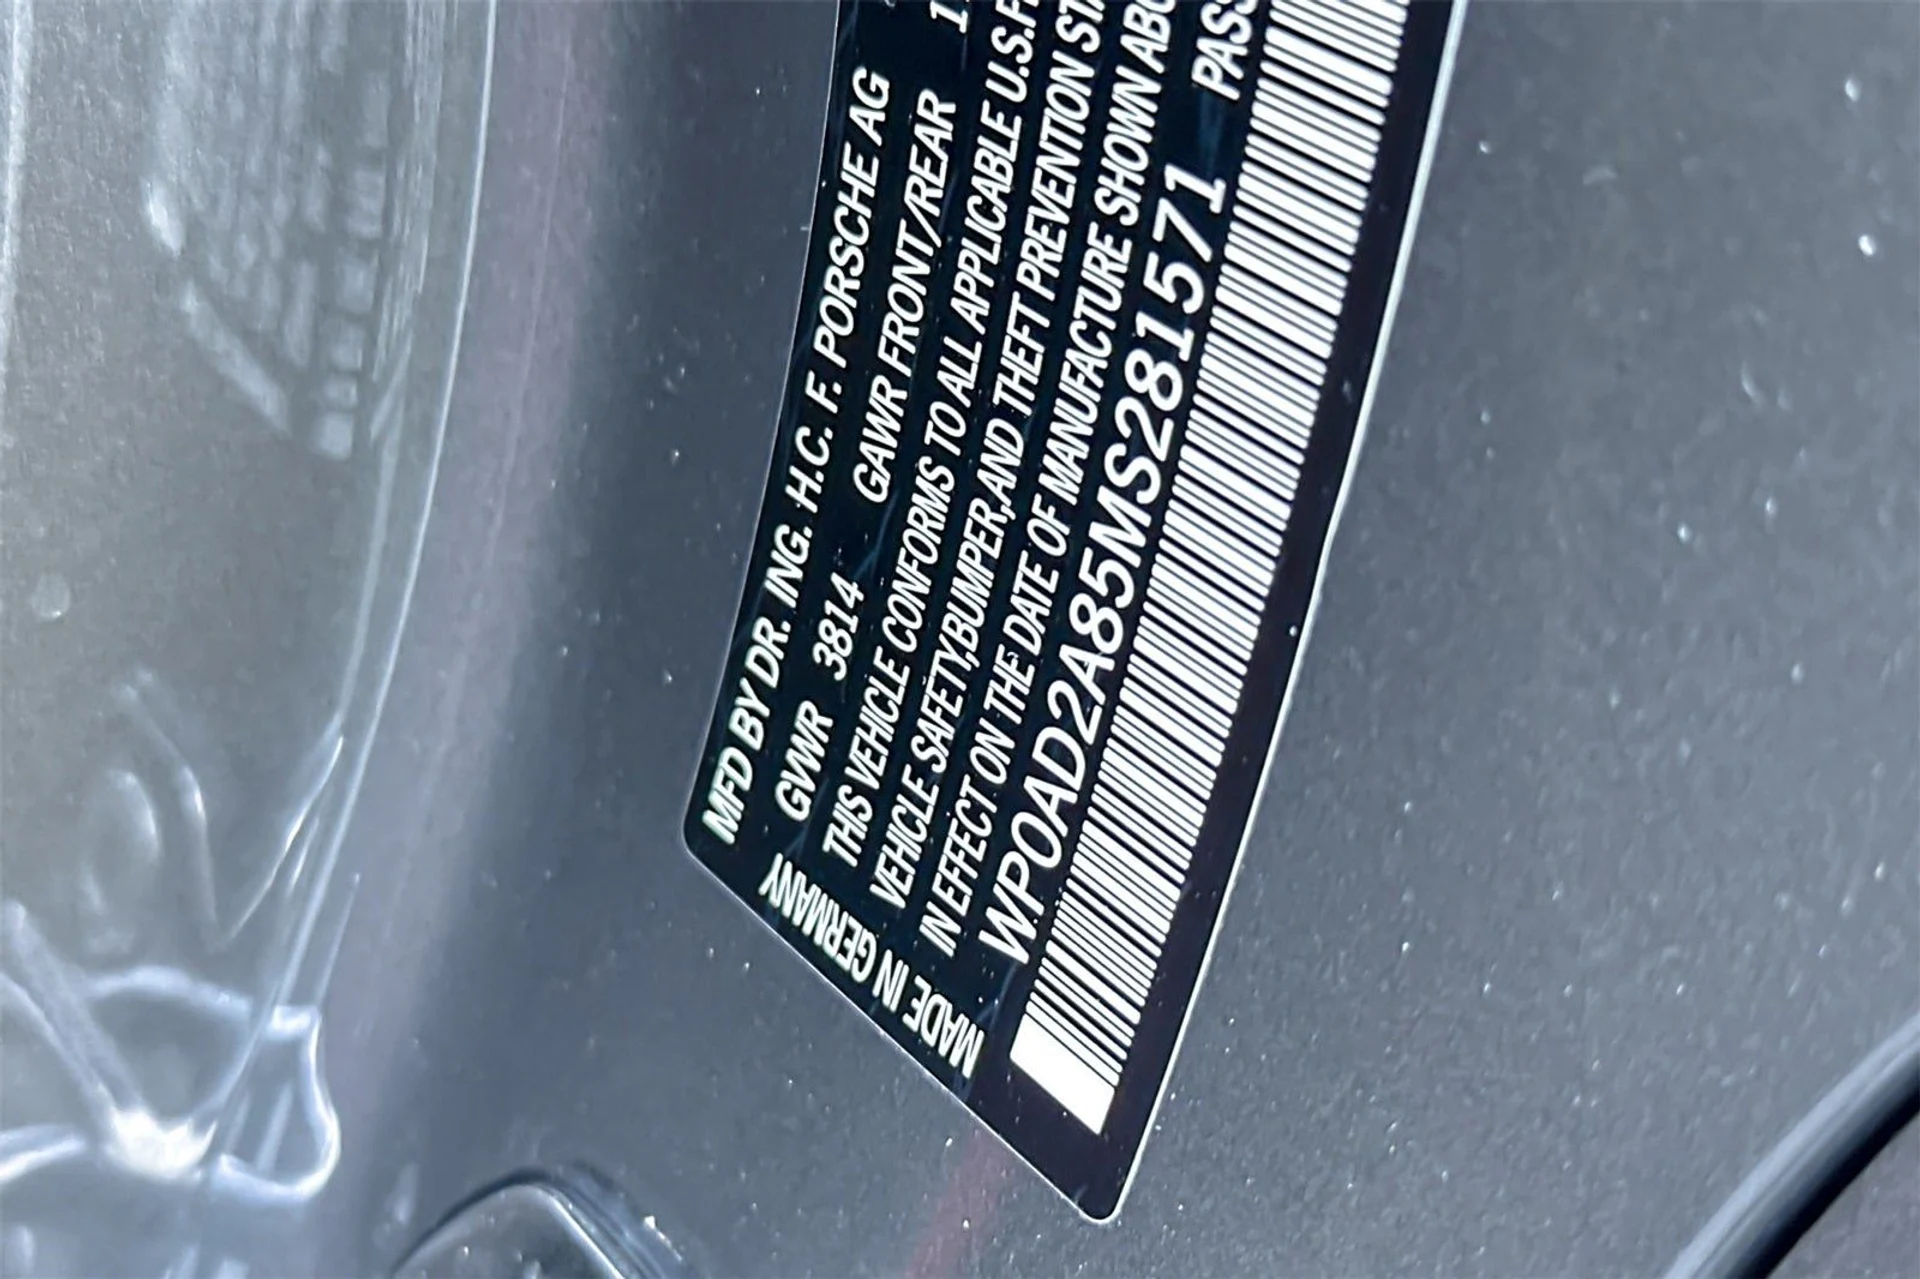 MFD BY DR. ING. H.C. F. PORSCHE AG
GVWR 3814 GAWR FRONT/REAR
THIS VEHICLE CONFORMS TO ALL APPLICABLE U.S.
VEHICLE SAFETY,BUMPER,AND THEFT PREVENTION
IN EFFECT ON THE DATE OF MANUFACTURE SHOWN
WP0AD2A85MS281571
MADE IN GERMANY